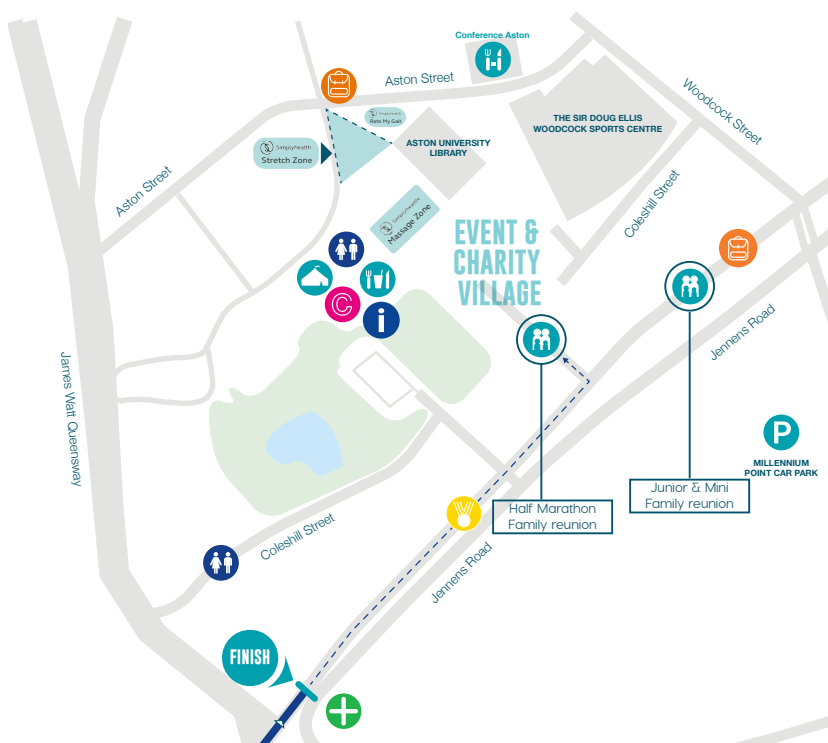 Conference Aston
Aston Street
Woodcock Street
Simplyhealth
Rate My Gait
THE SIR DOUG ELLIS
WOODCOCK SPORTS CENTRE
ASTON UNIVERSITY
LIBRARY
Simplyhealth
Stretch Zone
Aston Street
Coleshill Street
Simplyhealth
Massage Zone
EVENT &
CHARITY
VILLAGE
C
i
Jennens Road
James Watt Queensway
P
MILLENNIUM
POINT CAR PARK
Junior & Mini
Family reunion
Half Marathon
Family reunion
Coleshill Street
Jennens Road
FINISH